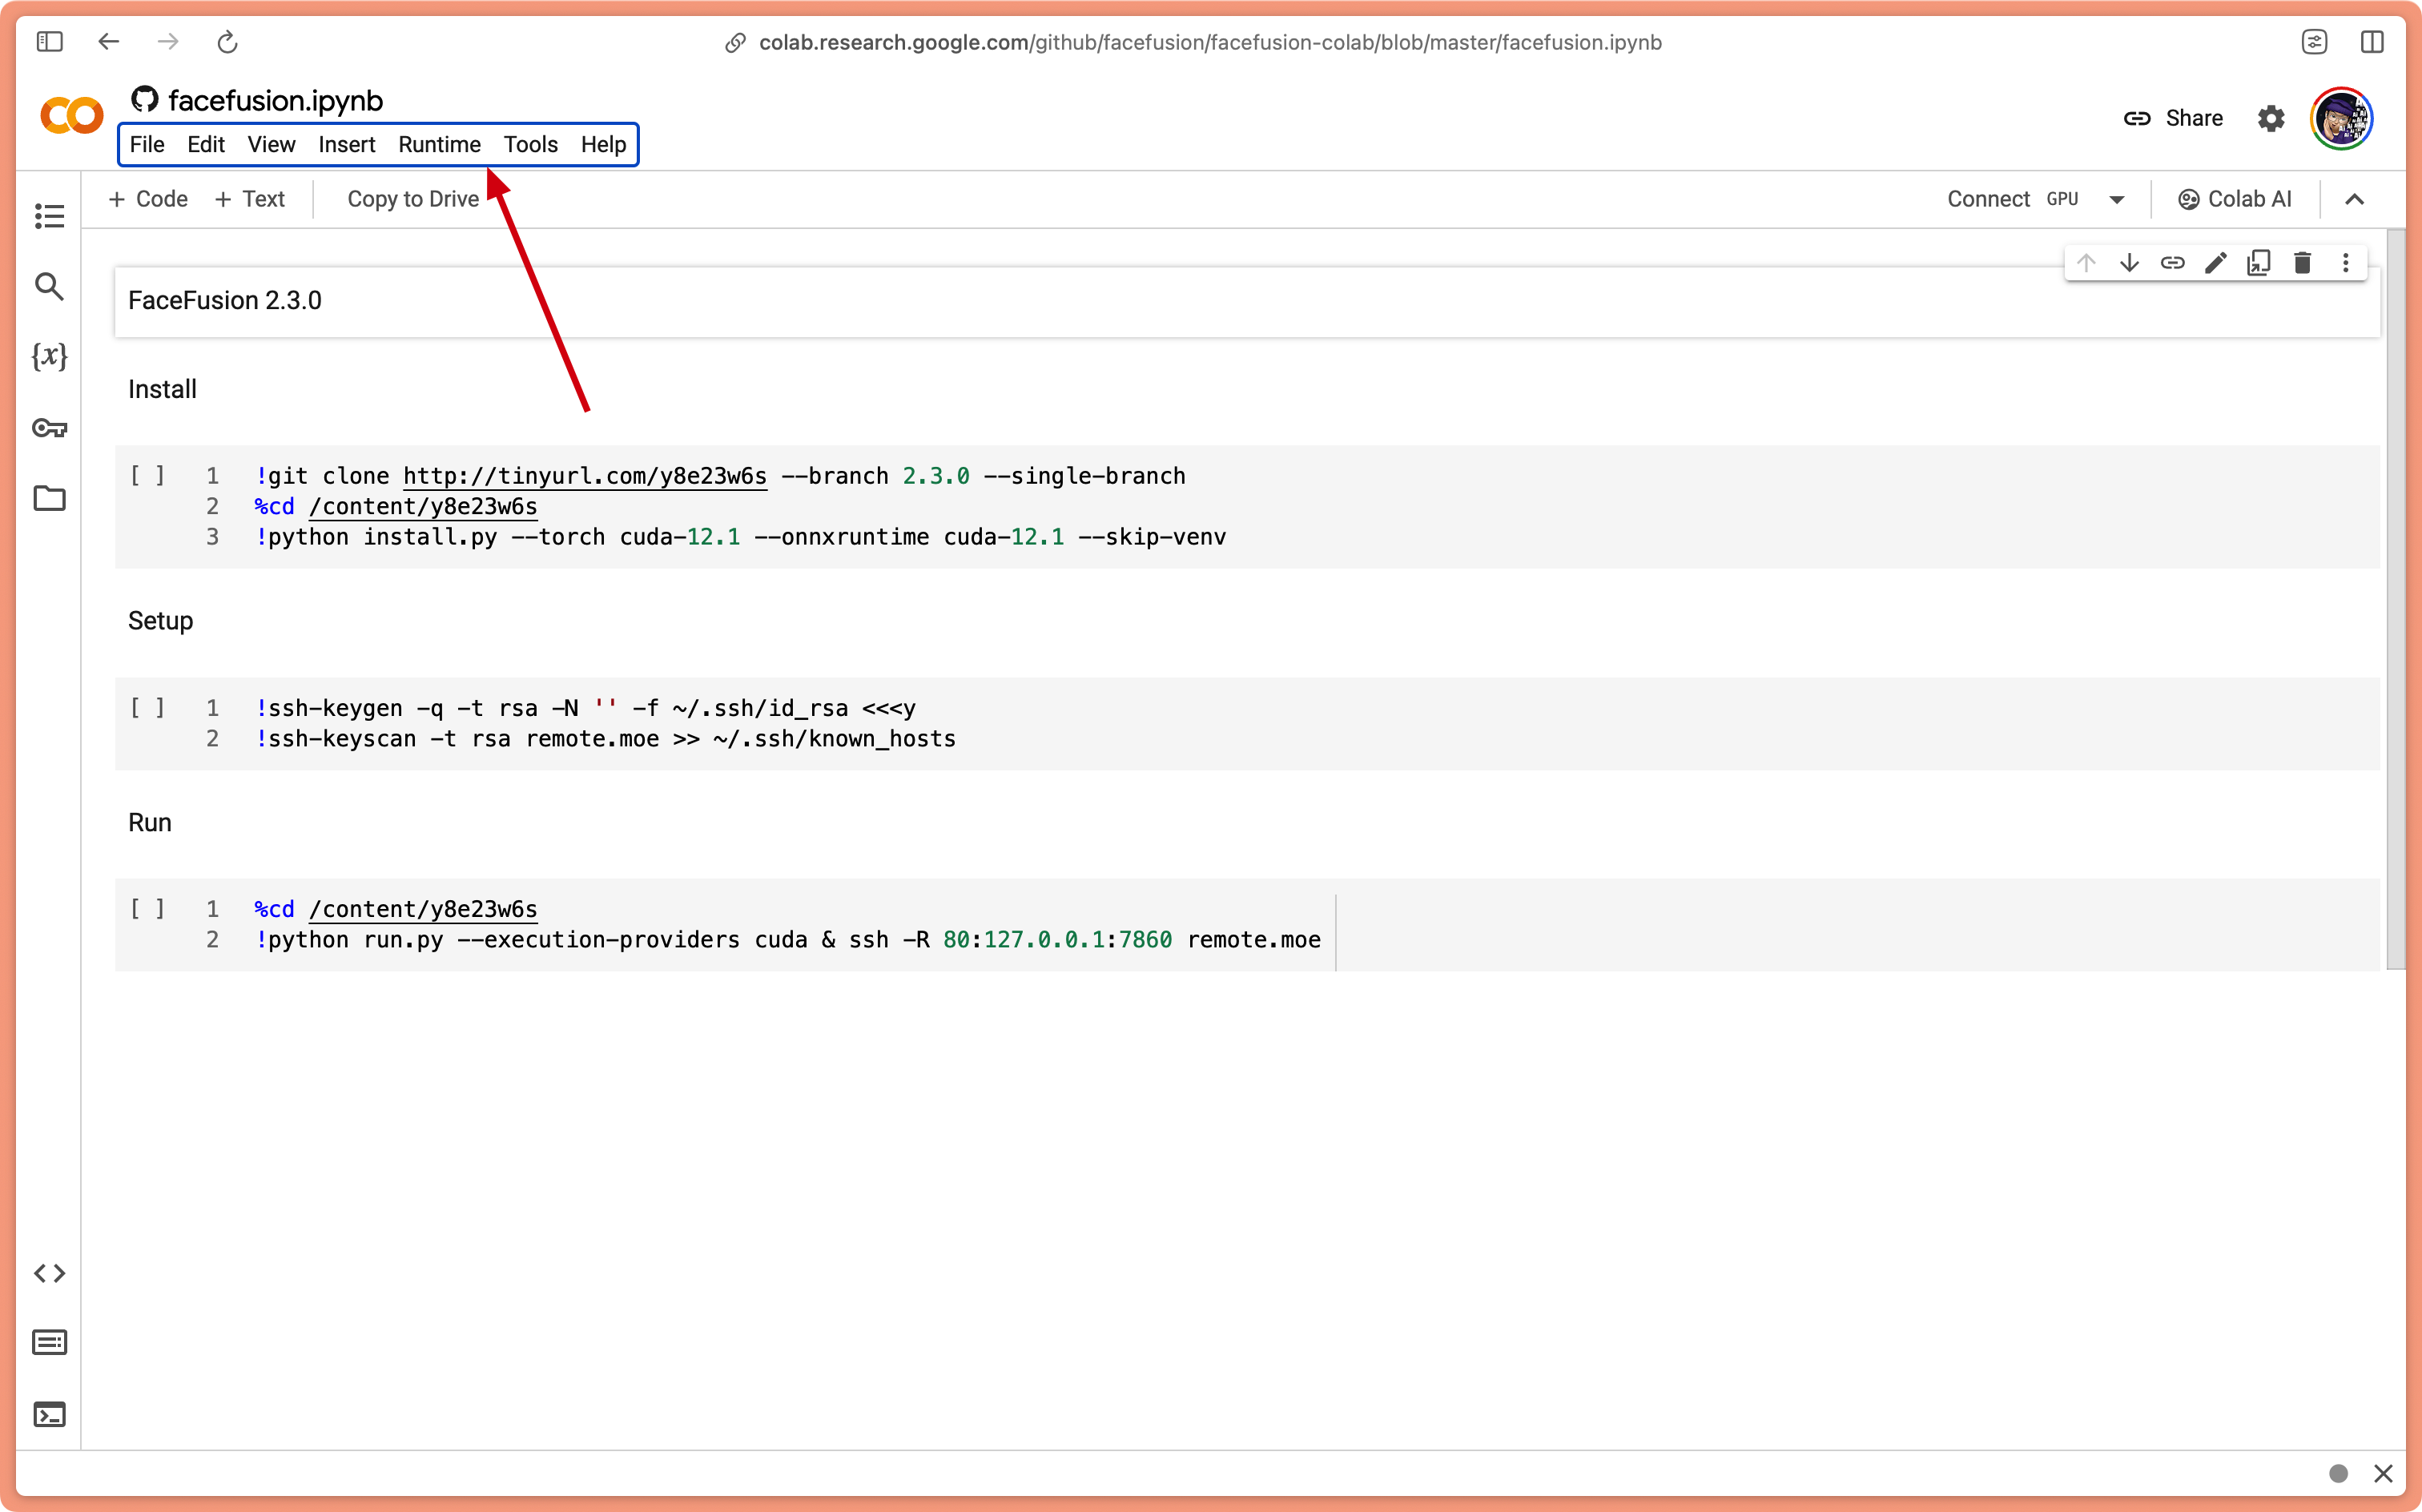 colab.research.google.com/github/facefusion/facefusion-colab/blob/master/facefusion.ipynb
facefusion.ipynb
File Edit View Insert Runtime Tools Help
Share
+ Code + Text Copy to Drive
Connect GPU
Colab AI
FaceFusion 2.3.0
Install
[ ] 1 !git clone http://tinyurl.com/y8e23w6s --branch 2.3.0 --single-branch
2 %cd /content/y8e23w6s
3 !python install.py --torch cuda-12.1 --onnxruntime cuda-12.1 --skip-venv
Setup
[ ] 1 !ssh-keygen -q -t rsa -N '' -f ~/.ssh/id_rsa <<<y
2 !ssh-keyscan -t rsa remote.moe >> ~/.ssh/known_hosts
Run
[ ] 1 %cd /content/y8e23w6s
2 !python run.py --execution-providers cuda & ssh -R 80:127.0.0.1:7860 remote.moe